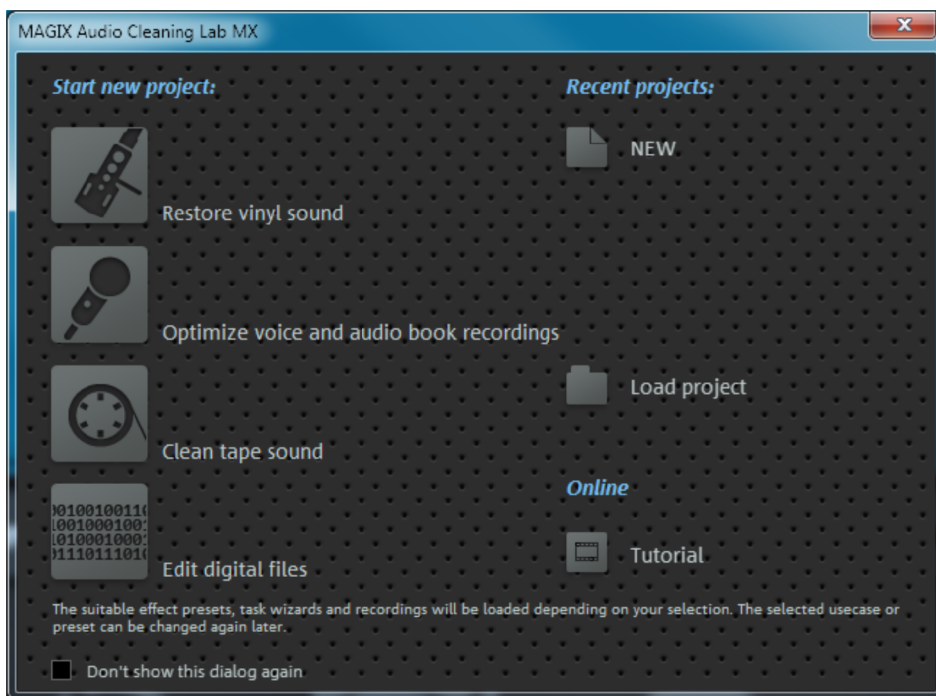 MAGIX Audio Cleaning Lab MX
Start new project:
Restore vinyl sound
Optimize voice and audio book recordings
Clean tape sound
Edit digital files
Recent projects:
NEW
Load project
Online
Tutorial
The suitable effect presets, task wizards and recordings will be loaded depending on your selection. The selected usecase or
preset can be changed again later.
Don't show this dialog again